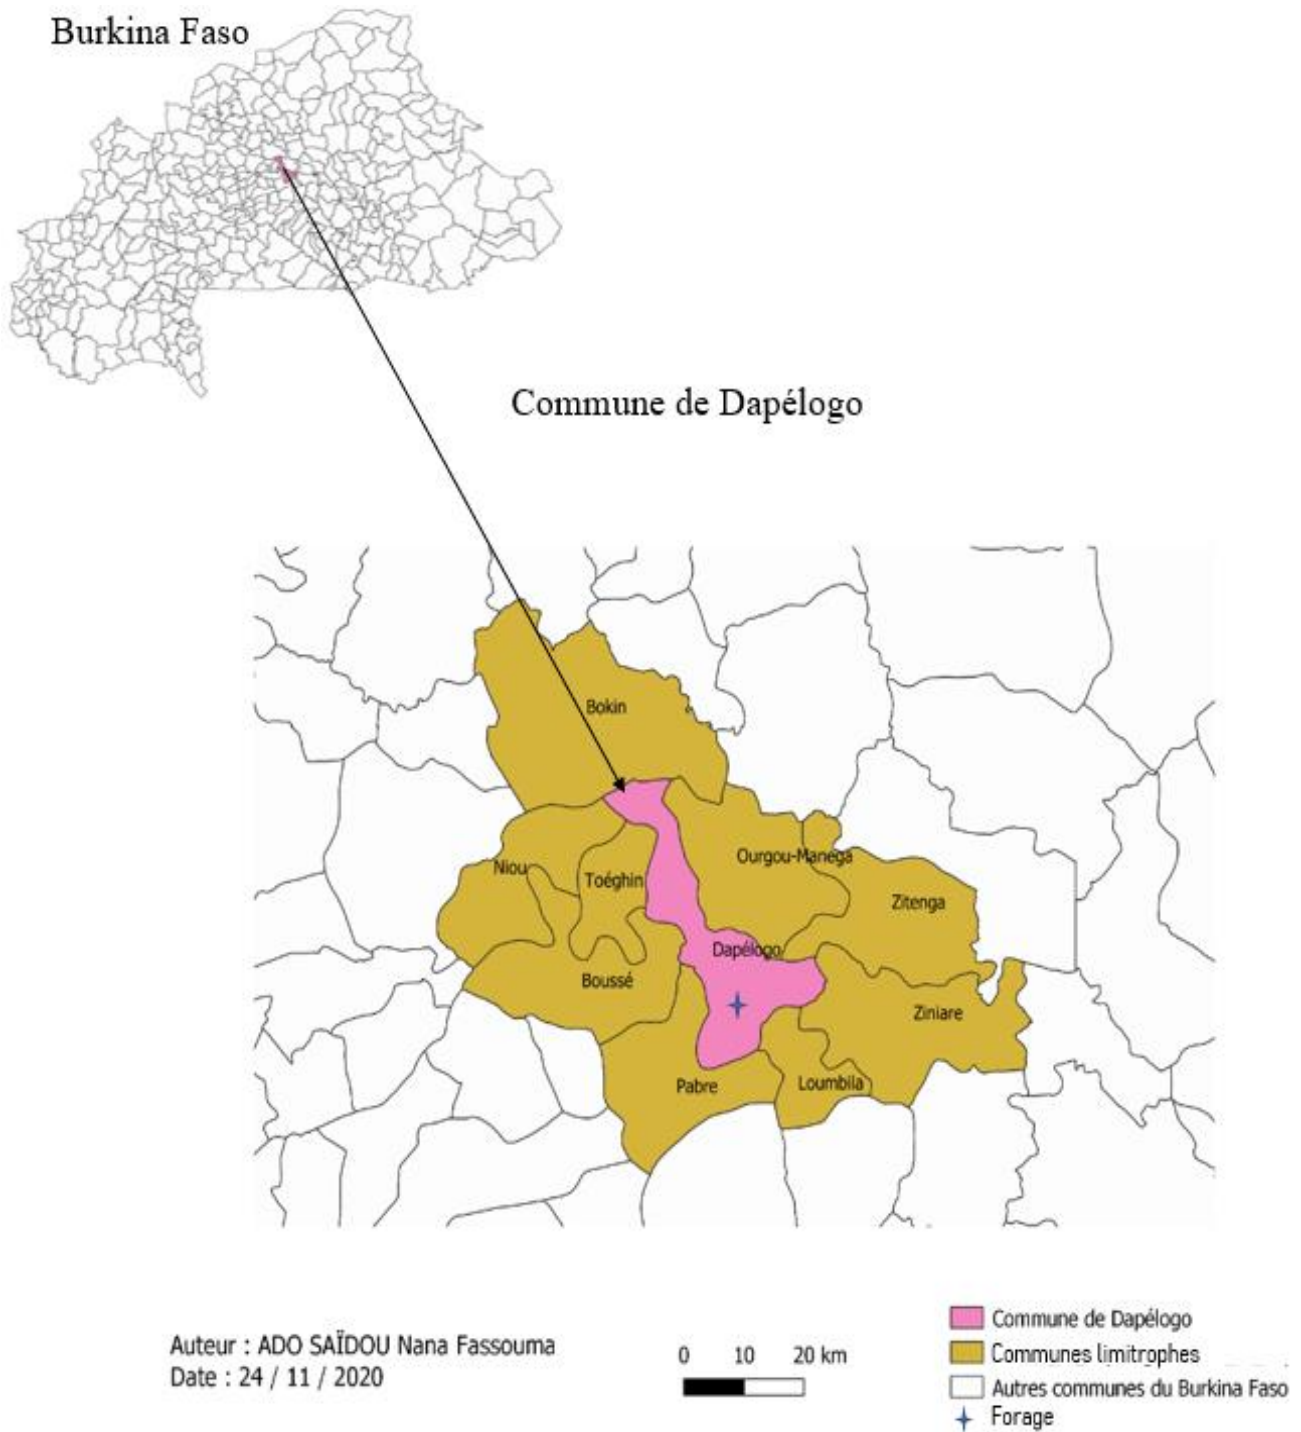 Burkina Faso
Commune de Dapélogo
Bokin
Ourgou-Manéga
Niou
Toéghin
Zitenga
Dapélogo
Boussé
Ziniare
Pabre
Loumbila
Auteur : ADO SAÏDOU Nana Fassouma
Date : 24 / 11 / 2020
0 10 20 km
Commune de Dapélogo
Communes limitrophes
Autres communes du Burkina Faso
Forage